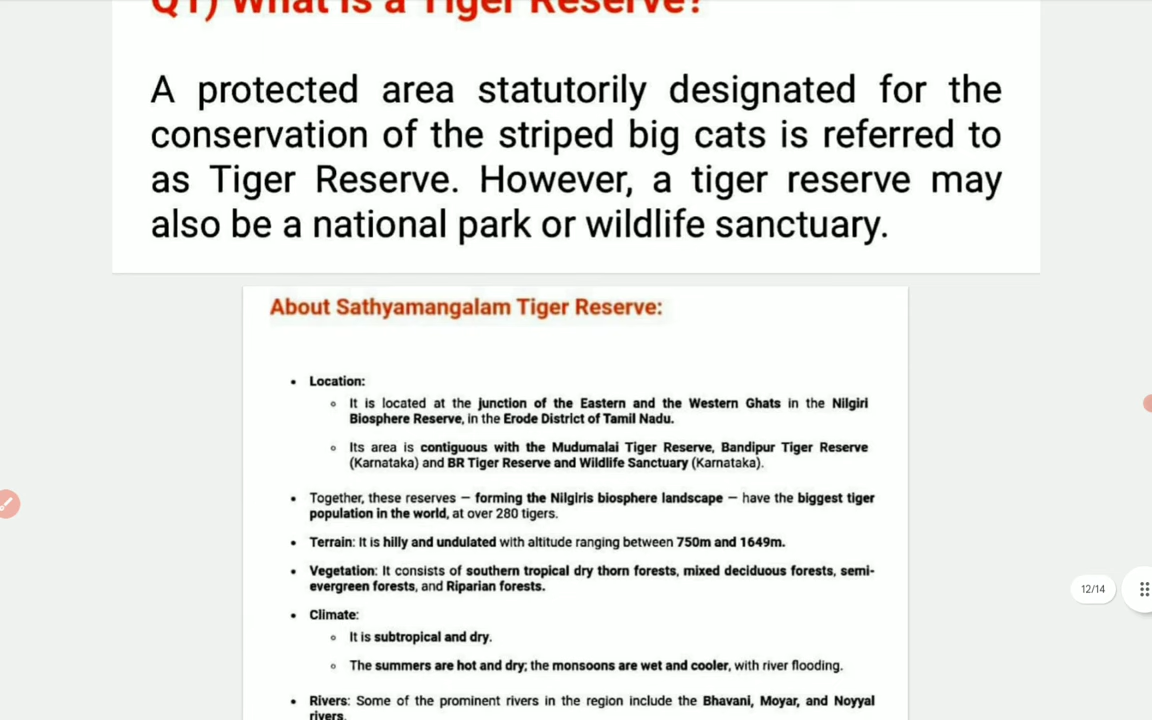 Q1) What is a Tiger Reserve?
A protected area statutorily designated for the
conservation of the striped big cats is referred to
as Tiger Reserve. However, a tiger reserve may
also be a national park or wildlife sanctuary.
About Sathyamangalam Tiger Reserve:
• Location:
○ It is located at the junction of the Eastern and the Western Ghats in the Nilgiri
Biosphere Reserve, in the Erode District of Tamil Nadu.
○ Its area is contiguous with the Mudumalai Tiger Reserve, Bandipur Tiger Reserve
(Karnataka) and BR Tiger Reserve and Wildlife Sanctuary (Karnataka).
• Together, these reserves — forming the Nilgiris biosphere landscape — have the biggest tiger
population in the world, at over 280 tigers.
• Terrain: It is hilly and undulated with altitude ranging between 750m and 1649m.
• Vegetation: It consists of southern tropical dry thorn forests, mixed deciduous forests, semi-
evergreen forests, and Riparian forests.
• Climate:
○ It is subtropical and dry.
○ The summers are hot and dry; the monsoons are wet and cooler, with river flooding.
• Rivers: Some of the prominent rivers in the region include the Bhavani, Moyar, and Noyyal
rivers.
12/14